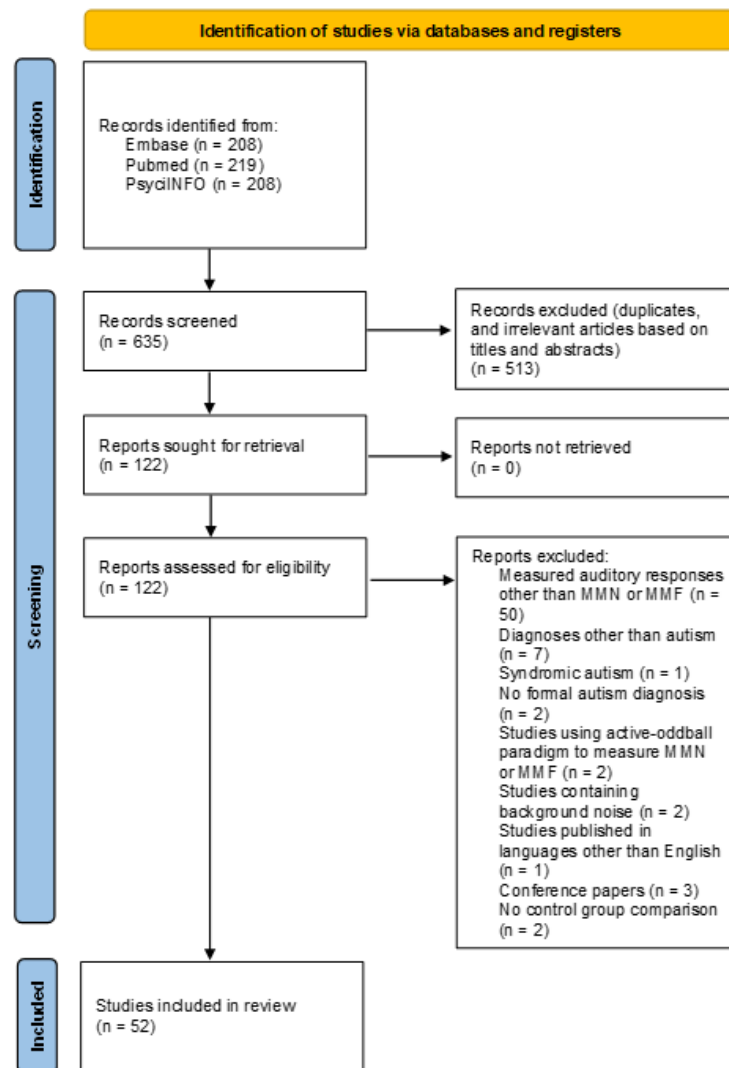 Identification of studies via databases and registers
Identification
Records identified from:
Embase (n = 208)
Pubmed (n = 219)
PsycilNFO (n = 208)
Screening
Records screened
(n = 635)
Records excluded (duplicates,
and irrelevant articles based on
titles and abstracts)
(n = 513)
Reports sought for retrieval
(n = 122)
Reports not retrieved
(n = 0)
Reports assessed for eligibility
(n = 122)
Reports excluded:
Measured auditory responses
other than MMN or MMF (n =
50)
Diagnoses other than autism
(n = 7)
Syndromic autism (n = 1)
No formal autism diagnosis
(n = 2)
Studies using active-oddball
paradigm to measure MMN
or MMF (n = 2)
Studies containing
background noise (n = 2)
Studies published in
languages other than English
(n = 1)
Conference papers (n = 3)
No control group comparison
(n = 2)
Included
Studies included in review
(n = 52)